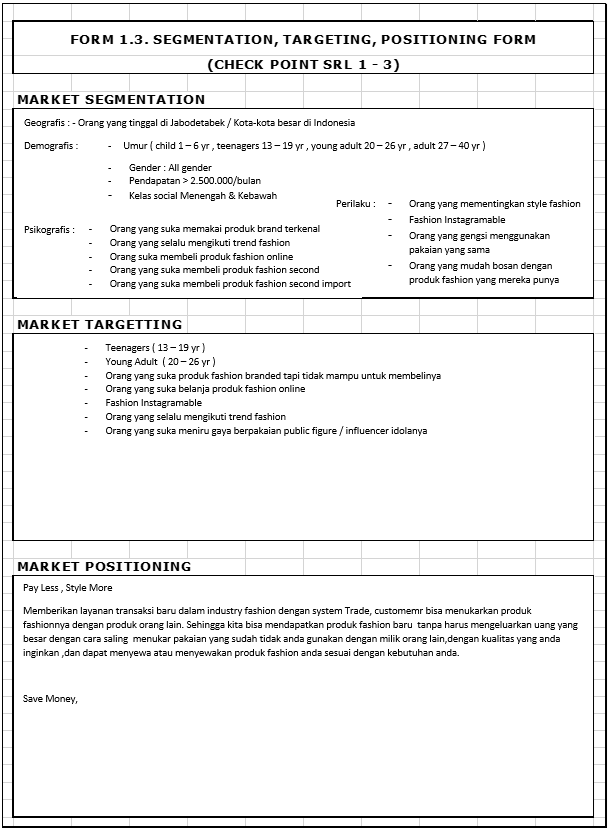 FORM 1.3. SEGMENTATION, TARGETING, POSITIONING FORM
(CHECK POINT SRL 1 - 3)
MARKET SEGMENTATION
Geografis : - Orang yang tinggal di Jabodetabek / Kota-kota besar di Indonesia
Demografis : - Umur ( child 1 – 6 yr , teenagers 13 – 19 yr , young adult 20 – 26 yr , adult 27 – 40 yr )
- Gender : All gender
- Pendapatan > 2.500.000/bulan
- Kelas social Menengah & Kebawah
Psikografis : - Orang yang suka memakai produk brand terkenal
- Orang yang selalu mengikuti trend fashion
- Orang suka membeli produk fashion online
- Orang yang suka membeli produk fashion second
- Orang yang suka membeli produk fashion second import
Perilaku : - Orang yang mementingkan style fashion
- Fashion Instagramable
- Orang yang gengsi menggunakan
pakaian yang sama
- Orang yang mudah bosan dengan
produk fashion yang mereka punya
MARKET TARGETTING
- Teenagers ( 13 – 19 yr )
- Young Adult ( 20 – 26 yr )
- Orang yang suka produk fashion branded tapi tidak mampu untuk membelinya
- Orang yang suka belanja produk fashion online
- Fashion Instagramable
- Orang yang selalu mengikuti trend fashion
- Orang yang suka meniru gaya berpakaian public figure / influencer idolanya
MARKET POSITIONING
Pay Less , Style More
Memberikan layanan transaksi baru dalam industry fashion dengan system Trade, customemr bisa menukarkan produk
fashionnya dengan produk orang lain. Sehingga kita bisa mendapatkan produk fashion baru tanpa harus mengeluarkan uang yang
besar dengan cara saling menukar pakaian yang sudah tidak anda gunakan dengan milik orang lain,dengan kualitas yang anda
inginkan ,dan dapat menyewa atau menyewakan produk fashion anda sesuai dengan kebutuhan anda.
Save Money,